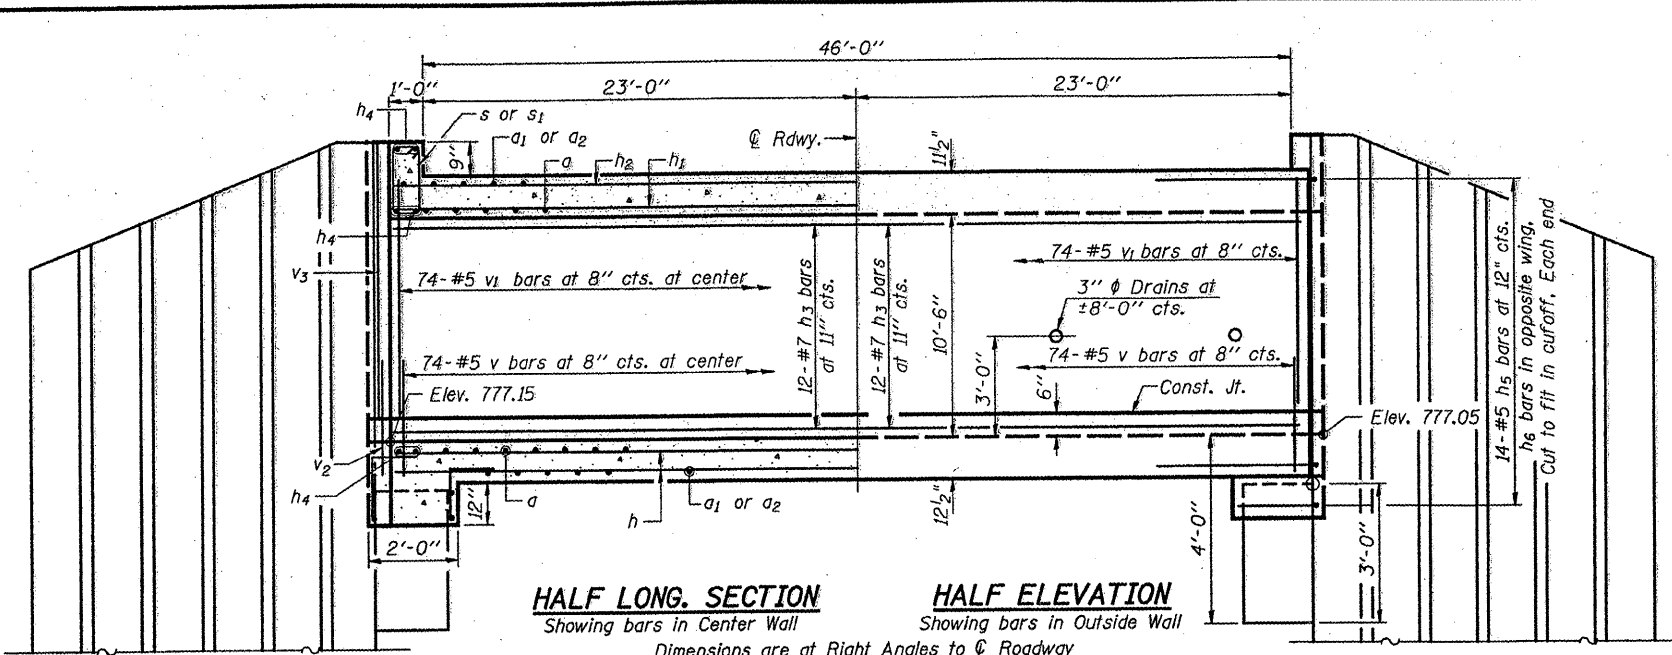 46'-0"
1'-0"
23'-0"
23'-0"
h4
s or s1
a1 or a2
9"
a
h2
h1
℄ Rdwy.
11½"
h4
v3
74-#5 v1 bars at 8" cts. at center
12-#7 h3 bars
at 11" cts.
12-#7 h3 bars
at 11" cts.
10'-6"
74-#5 v1 bars at 8" cts.
3" ϕ Drains at
±8'-0" cts.
74-#5 v bars at 8" cts. at center
74-#5 v bars at 8" cts.
3'-0"
6"
Elev. 777.15
Const. Jt.
Elev. 777.05
14-#5 h5 bars at 12" cts.
h6 bars in opposite wing.
Cut to fit in cutoff. Each end
v2
h4
12"
a
h
a1 or a2
12½"
2'-0"
4'-0"
3'-0"
HALF LONG. SECTION
Showing bars in Center Wall
HALF ELEVATION
Showing bars in Outside Wall
Dimensions are at Right Angles to ℄ Roadway